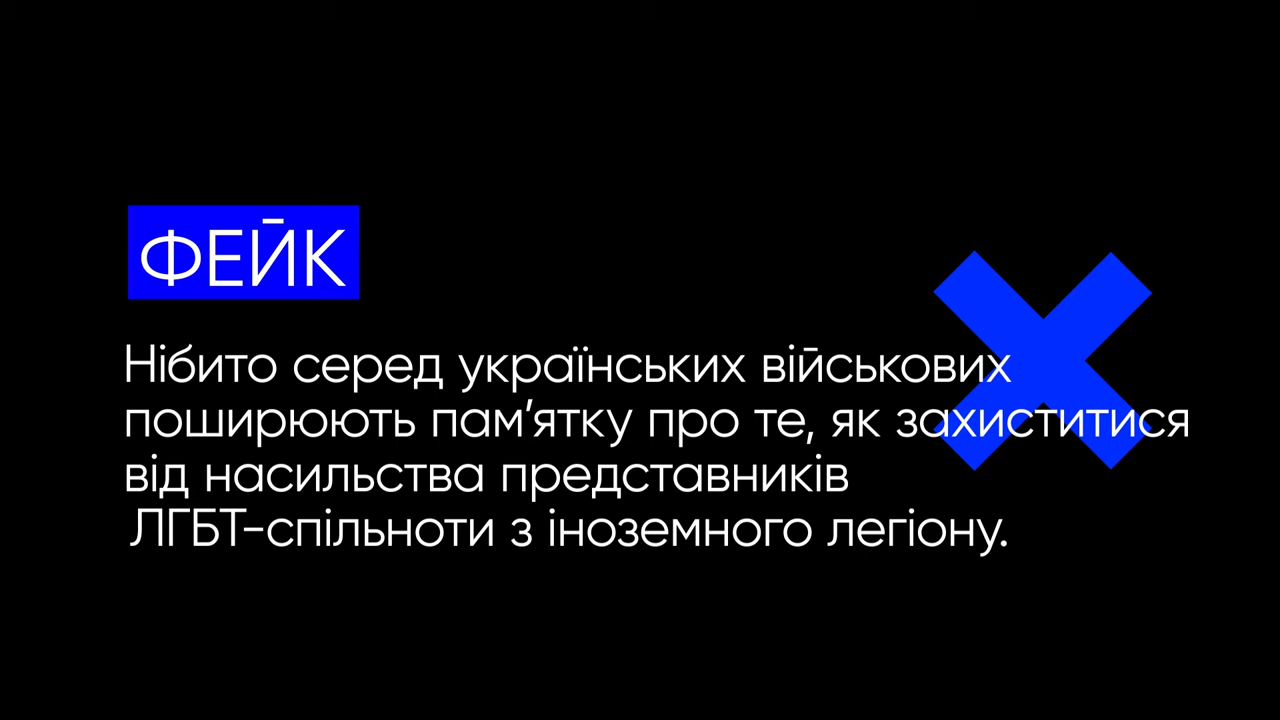 ФЕЙК
Нібито серед українських військових
поширюють пам’ятку про те, як захиститися
від насильства представників
ЛГБТ-спільноти з іноземного легіону.